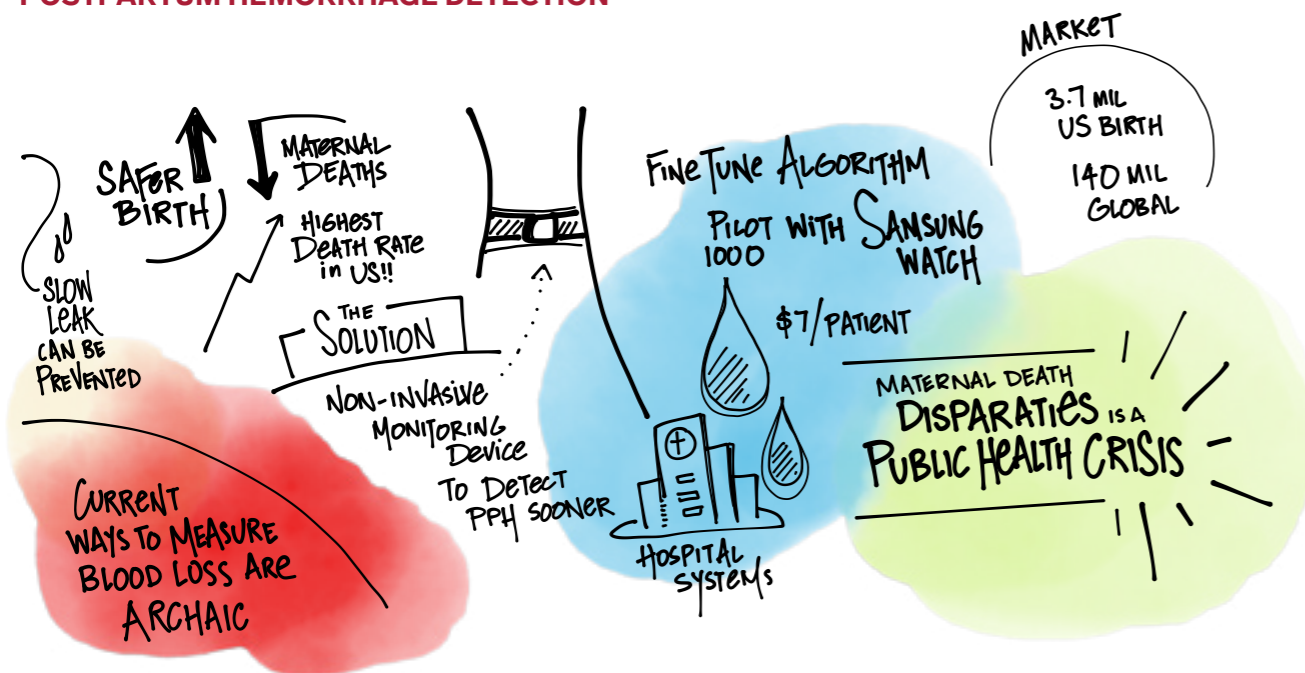 POSTPARTUM HEMORRHAGE DETECTION
SAFER
BIRTH
MATERNAL
DEATHS
HIGHEST
DEATH RATE
in US!!
SLOW
LEAK
CAN BE
PREVENTED
CURRENT
WAYS TO MEASURE
BLOOD LOSS ARE
ARCHAIC
THE
SOLUTION
NON-INVASIVE
MONITORING
DEVICE
TO DETECT
PPH SOONER
FINE TUNE ALGORITHM
PILOT WITH SAMSUNG
1000 WATCH
$7/PATIENT
HOSPITAL
SYSTEMS
MARKET
3.7 MIL
US BIRTH
140 MIL
GLOBAL
MATERNAL DEATH
DISPARATIES IS A
PUBLIC HEALTH CRISIS